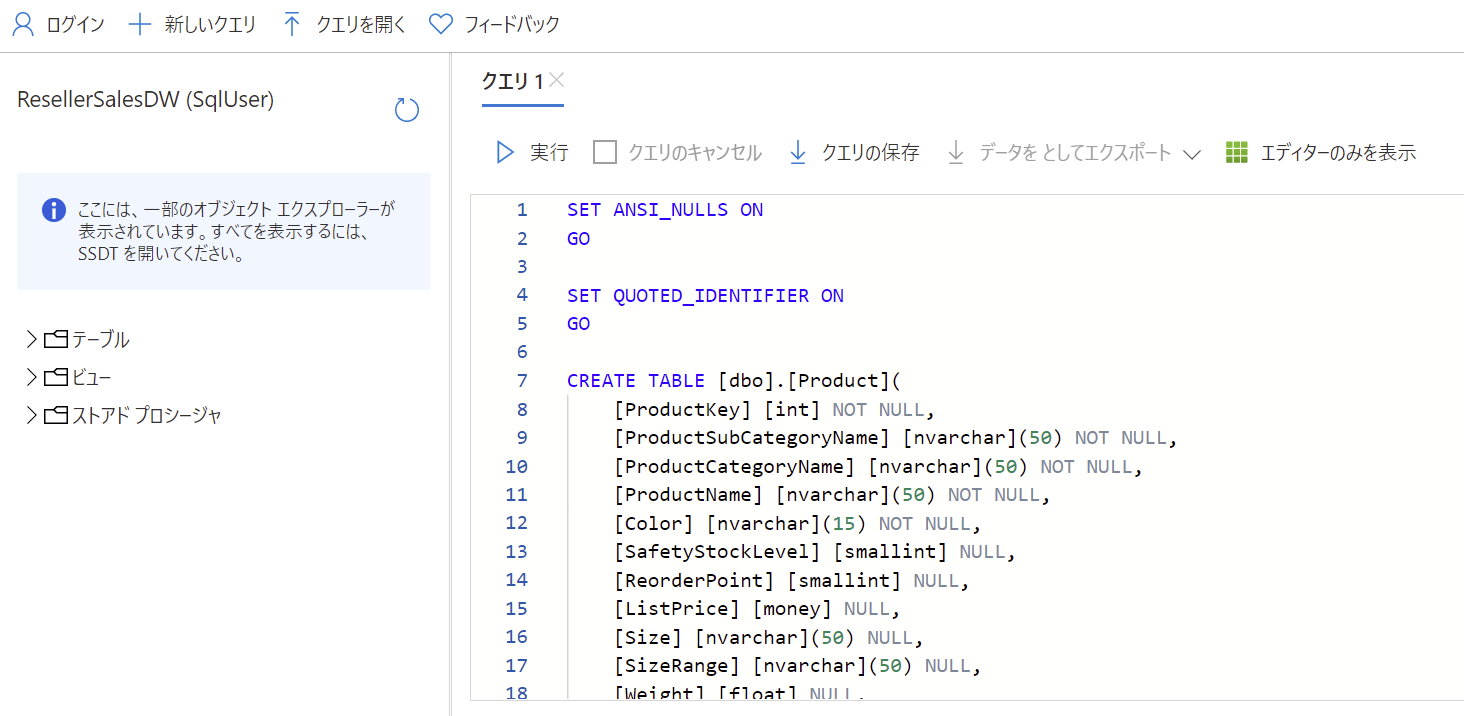 ログイン 新しいクエリ クエリを開く フィードバック
ResellerSalesDW (SqlUser)
ここには、一部のオブジェクト エクスプローラーが
表示されています。すべてを表示するには、
SSDT を開いてください。
テーブル
ビュー
ストアド プロシージャ
クエリ 1
実行 クエリのキャンセル クエリの保存 データを としてエクスポート エディターのみを表示
1 SET ANSI_NULLS ON
2 GO
3
4 SET QUOTED_IDENTIFIER ON
5 GO
6
7 CREATE TABLE [dbo].[Product](
8 [ProductKey] [int] NOT NULL,
9 [ProductSubCategoryName] [nvarchar](50) NOT NULL,
10 [ProductCategoryName] [nvarchar](50) NOT NULL,
11 [ProductName] [nvarchar](50) NOT NULL,
12 [Color] [nvarchar](15) NOT NULL,
13 [SafetyStockLevel] [smallint] NULL,
14 [ReorderPoint] [smallint] NULL,
15 [ListPrice] [money] NULL,
16 [Size] [nvarchar](50) NULL,
17 [SizeRange] [nvarchar](50) NULL,
18 [Weight] [float] NULL,